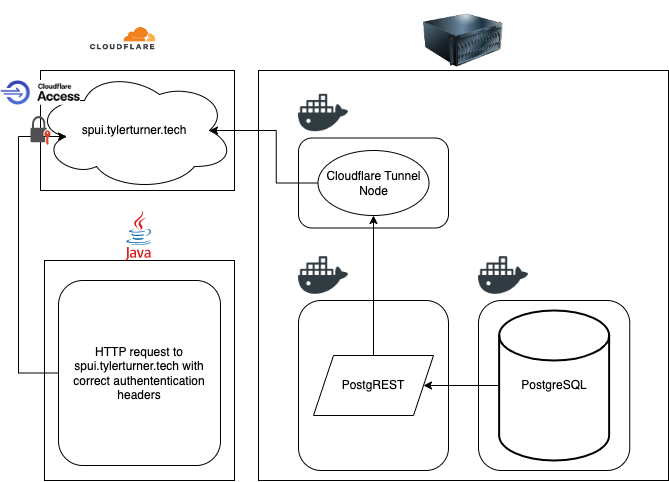 CLOUDFLARE
Cloudflare
Access
spui.tylerturner.tech
Cloudflare Tunnel
Node
Java
HTTP request to
spui.tylerturner.tech with
correct authententication
headers
PostgREST
PostgreSQL